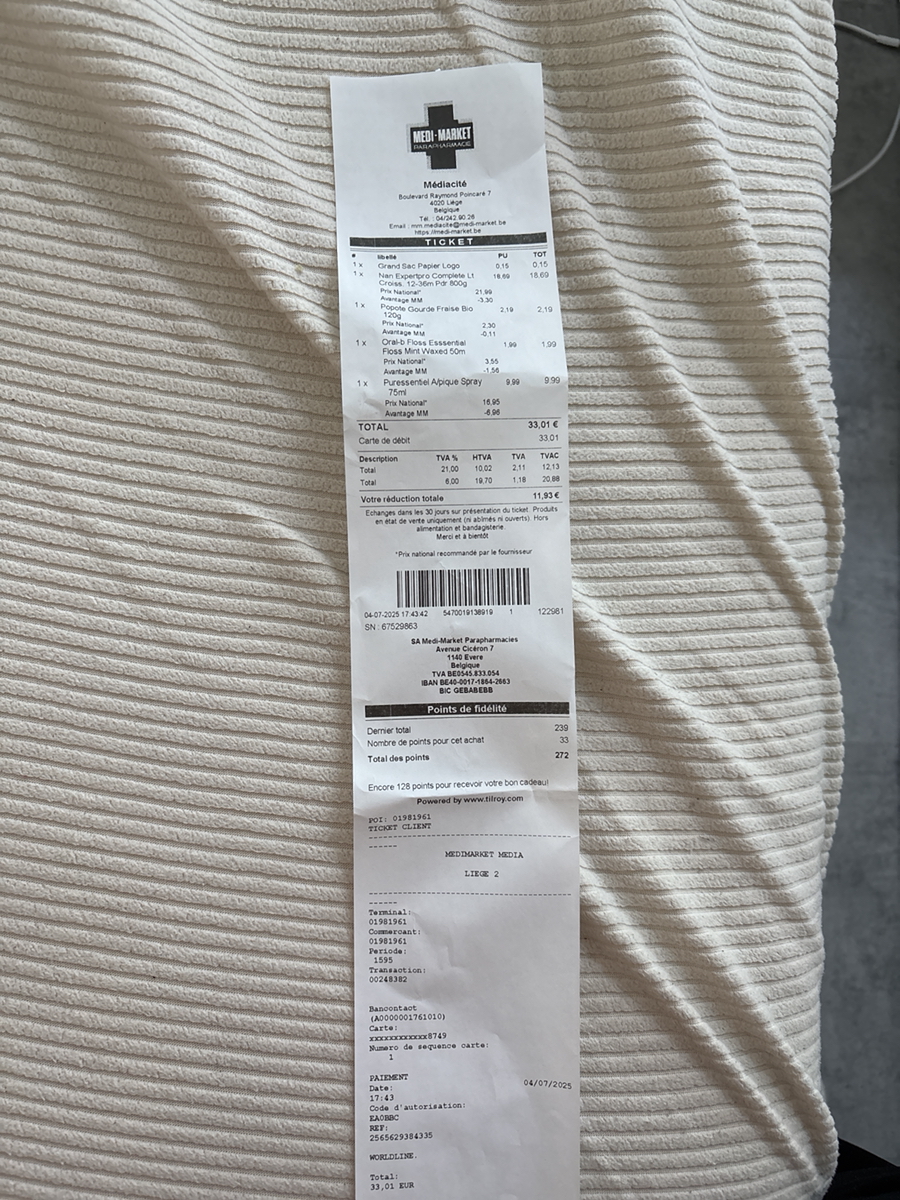 MEDI-MARKET
PARAPHARMACIE
Médiacité
Boulevard Raymond Poincaré 7
4020 Liège
Belgique
Tél. : 04/242.90.26
Email : mm.mediacite@medi-market.be
https://medi-market.be
TICKET
# libellé PU TOT
1 x Grand Sac Papier Logo 0,15 0,15
1 x Nan Expertpro Complete Lt 18,69 18,69
Croiss. 12-36m Pdr 800g
Prix National* 21,99
Avantage MM -3,30
1 x Popote Gourde Fraise Bio 2,19 2,19
120g
Prix National* 2,30
Avantage MM -0,11
1 x Oral-b Floss Esssential 1,99 1,99
Floss Mint Waxed 50m
Prix National* 3,55
Avantage MM -1,56
1 x Puressentiel A/pique Spray 9,99 9,99
75ml
Prix National* 16,95
Avantage MM -6,96
TOTAL 33,01 €
Carte de débit 33,01
Description TVA % HTVA TVA TVAC
Total 21,00 10,02 2,11 12,13
Total 6,00 19,70 1,18 20,88
Votre réduction totale 11,93 €
Echanges dans les 30 jours sur présentation du ticket. Produits
en état de vente uniquement (ni abîmés ni ouverts). Hors
alimentation et bandagisterie.
Merci et à bientôt
*Prix national recommandé par le fournisseur
04-07-2025 17:43:42 5470019138919 1 122981
SN : 67529863
SA Medi-Market Parapharmacies
Avenue Cicéron 7
1140 Evere
Belgique
TVA BE0545.833.054
IBAN BE40-0017-1864-2663
BIC GEBABEBB
Points de fidélité
Dernier total 239
Nombre de points pour cet achat 33
Total des points 272
Encore 128 points pour recevoir votre bon cadeau!
Powered by www.tilroy.com
POI: 01981961
TICKET CLIENT
------
MEDIMARKET MEDIA
LIEGE 2
------
Terminal:
01981961
Commercant:
01981961
Periode:
1595
Transaction:
00248382
Bancontact
(A0000001761010)
Carte:
xxxxxxxxxxxx8749
Numero de sequence carte:
1
PAIEMENT
Date: 04/07/2025
17:43
Code d'autorisation:
EA0BBC
REF:
2565629384335
WORLDLINE.
Total:
33,01 EUR